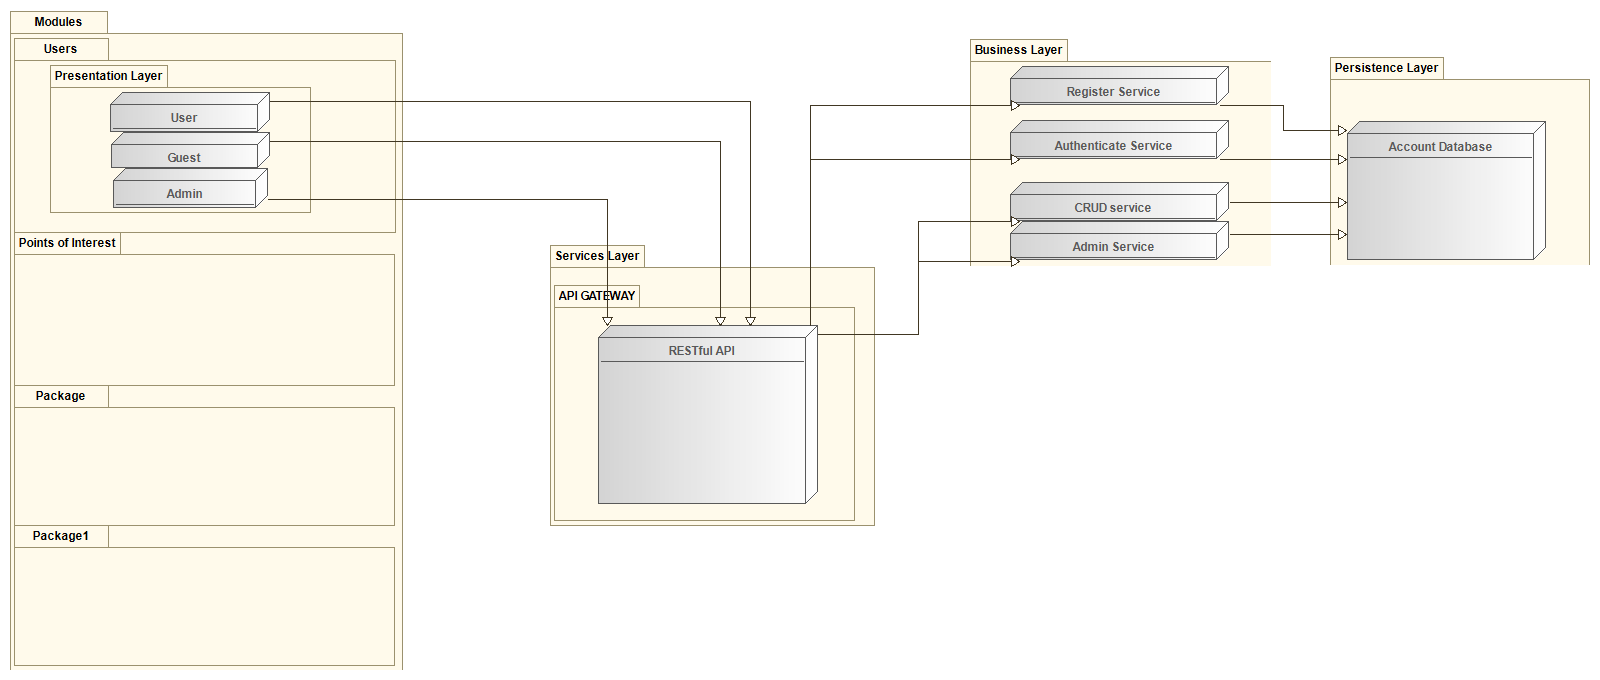 Modules
Users
Presentation Layer
User
Guest
Admin
Points of Interest
Package
Package1
Services Layer
API GATEWAY
RESTful API
Business Layer
Register Service
Authenticate Service
CRUD service
Admin Service
Persistence Layer
Account Database